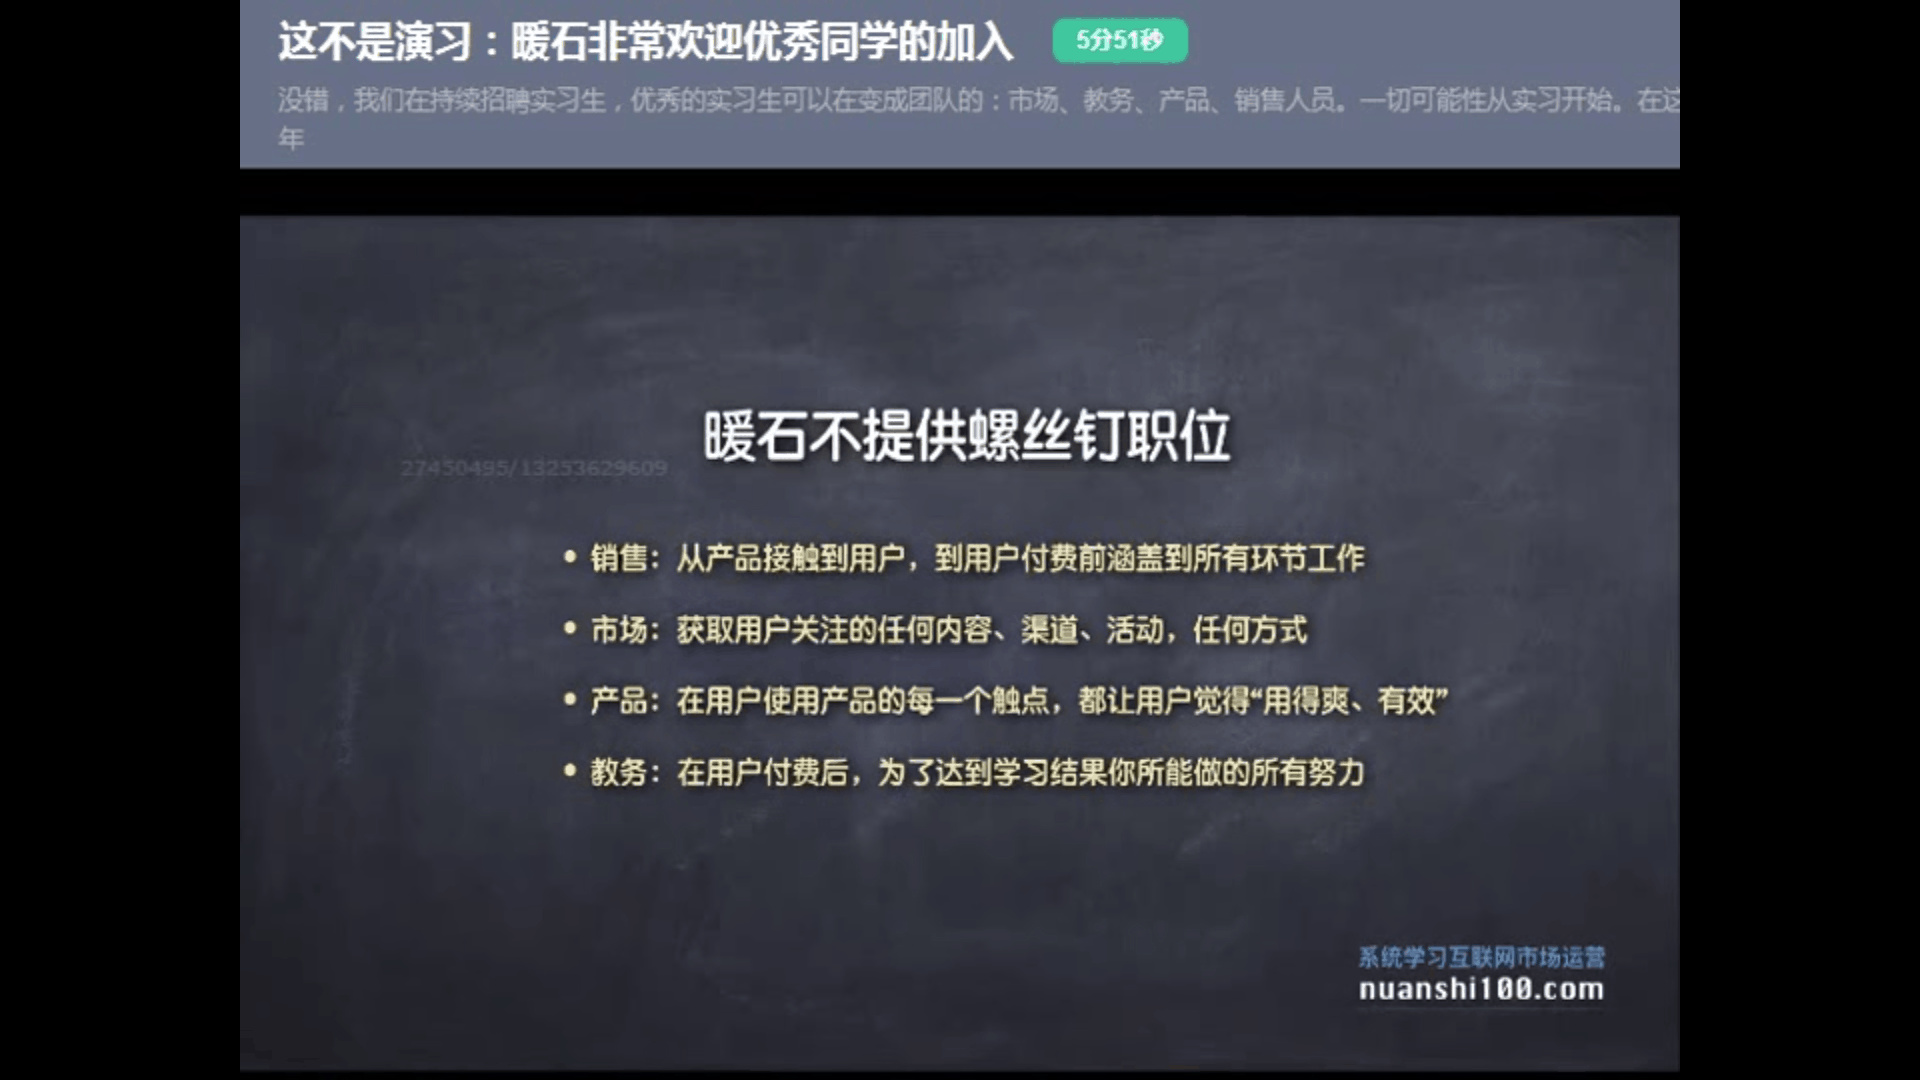 这不是演习：暖石非常欢迎优秀同学的加入
5分51秒
没错，我们在持续招聘实习生，优秀的实习生可以在变成团队的：市场、教务、产品、销售人员。一切可能性从实习开始。在这
年
暖石不提供螺丝钉职位
27450495/13253629609
• 销售：从产品接触到用户，到用户付费前涵盖到所有环节工作
• 市场：获取用户关注的任何内容、渠道、活动，任何方式
• 产品：在用户使用产品的每一个触点，都让用户觉得“用得爽、有效”
• 教务：在用户付费后，为了达到学习结果你所能做的所有努力
系统学习互联网市场运营
nuanshi100.com